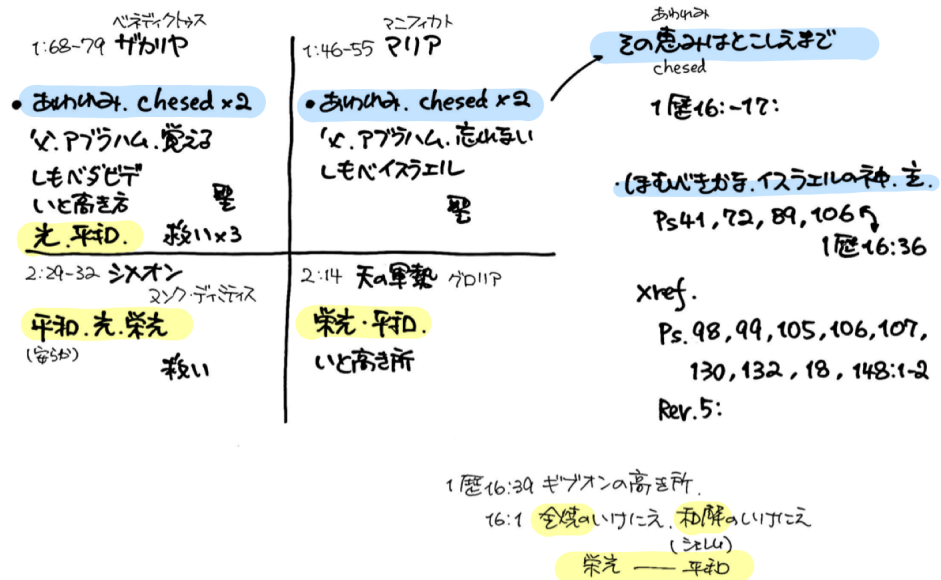 ベネディクトゥス
1:68-79 ザカリヤ
・あわれみ. chesed ×2
父. アブラハム. 覚える
しもべダビデ
いと高き方 聖
光. 平和. 救い×3
マニフィカト
1:46-55 マリア
・あわれみ. chesed ×2
父. アブラハム. 忘れない
しもべイスラエル
聖
2:29-32 シメオン
ヌンク・ディミティス
平和. 光. 栄光
(安らか)
救い
2:14 天の軍勢 グロリア
栄光・平和.
いと高き所
あわれみ
その恵みはとこしえまで
chesed
1歴16:-17:
・ほむべきかな. イスラエルの神. 主.
Ps41, 72, 89, 106
1歴16:36
xref.
Ps. 98, 99, 105, 106, 107,
130, 132, 18, 148:1-2
Rev. 5:
1歴16:39 ギブオンの高き所.
16:1 全焼のいけにえ. 和解のいけにえ
(シェレム)
栄光 — 平和